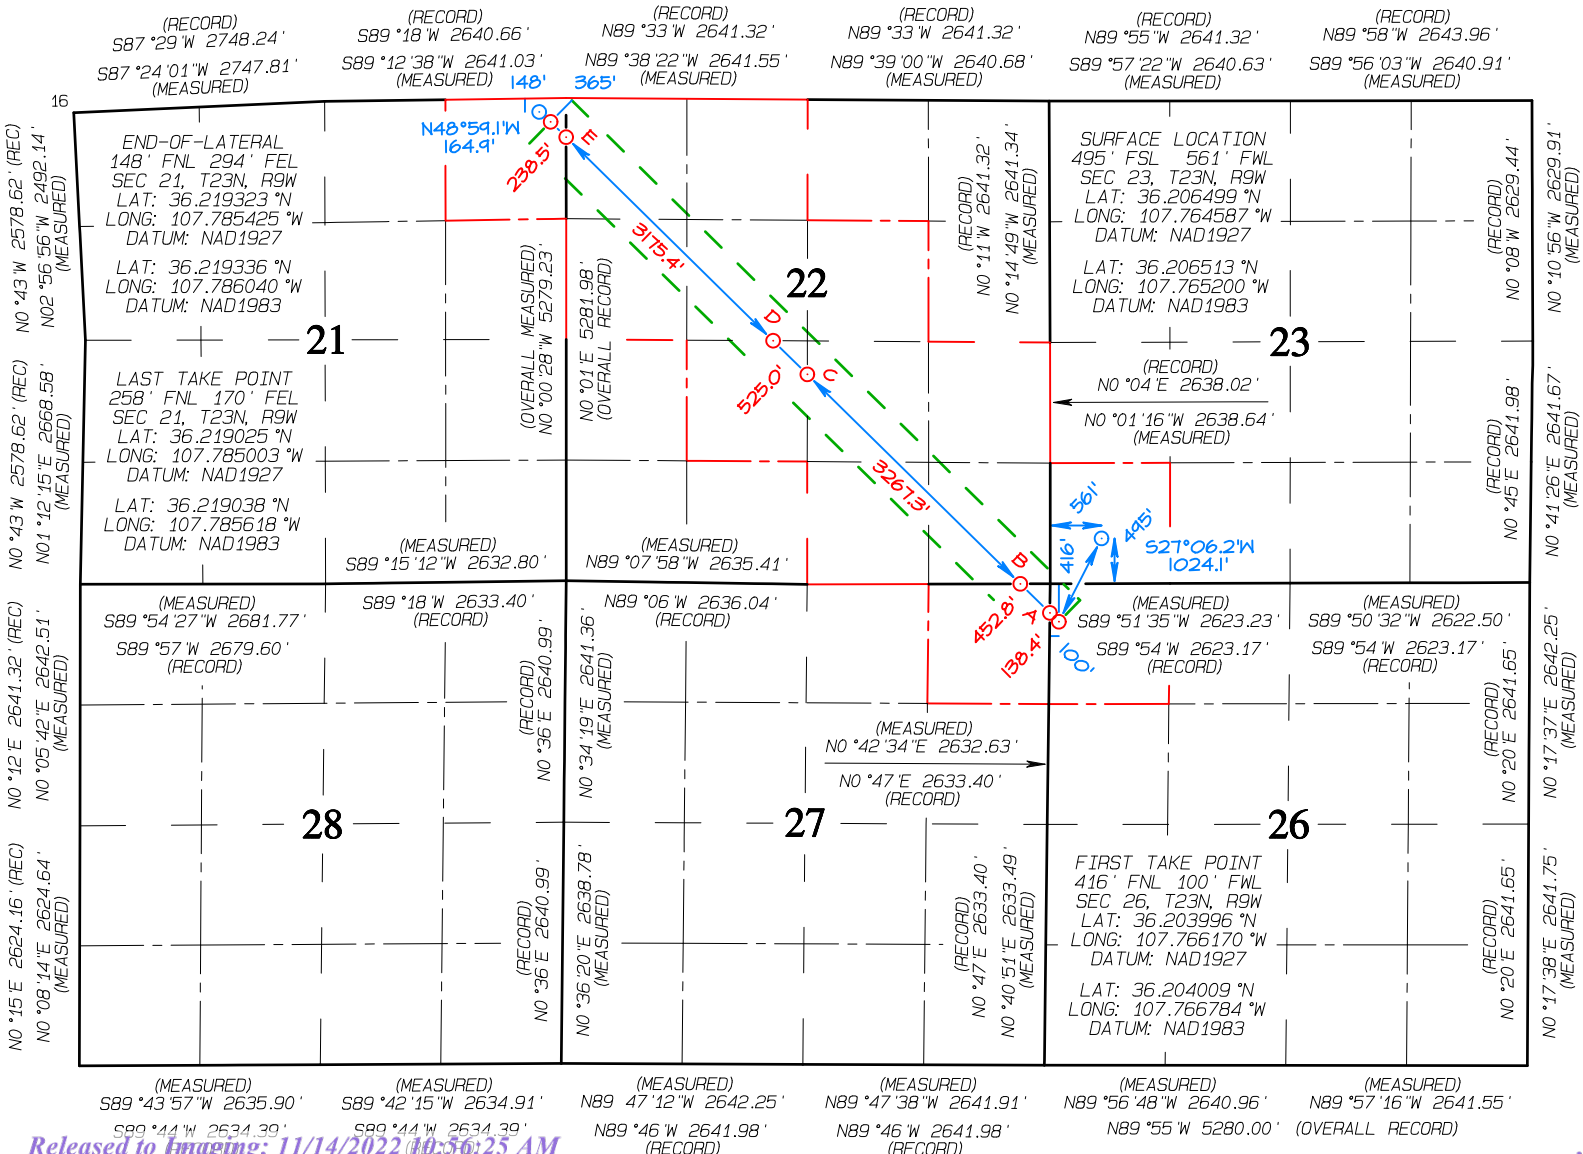 (RECORD)
S87°29'W 2748.24'
S87°24'01"W 2747.81'
(MEASURED)
(RECORD)
S89°18'W 2640.66'
S89°12'38"W 2641.03'
(MEASURED)
(RECORD)
N89°33'W 2641.32'
N89°38'22"W 2641.55'
(MEASURED)
(RECORD)
N89°33'W 2641.32'
N89°39'00"W 2640.68'
(MEASURED)
(RECORD)
N89°55'W 2641.32'
S89°57'22"W 2640.63'
(MEASURED)
(RECORD)
N89°58'W 2643.96'
S89°56'03"W 2640.91'
(MEASURED)
16
148'
365'
N48°59.1'W
164.9'
238.5'
E
3175.4'
D
525.0'
C
3267.3'
B
452.8'
A
138.4'
100'
416'
561'
495'
S27°06.2'W
1024.1'
END-OF-LATERAL
148' FNL 294' FEL
SEC 21, T23N, R9W
LAT: 36.219323°N
LONG: 107.785425°W
DATUM: NAD1927
LAT: 36.219336°N
LONG: 107.786040°W
DATUM: NAD1983
21
LAST TAKE POINT
258' FNL 170' FEL
SEC 21, T23N, R9W
LAT: 36.219025°N
LONG: 107.785003°W
DATUM: NAD1927
LAT: 36.219038°N
LONG: 107.785618°W
DATUM: NAD1983
22
SURFACE LOCATION
495' FSL 561' FWL
SEC 23, T23N, R9W
LAT: 36.206499°N
LONG: 107.764587°W
DATUM: NAD1927
LAT: 36.206513°N
LONG: 107.765200°W
DATUM: NAD1983
23
(RECORD)
N0°04'E 2638.02'
N0°01'16"W 2638.64'
(MEASURED)
N0°43'W 2578.62' (REC)
N02°56'56"W 2492.14'
(MEASURED)
N0°43'W 2578.62' (REC)
N01°12'15"E 2668.58'
(MEASURED)
(OVERALL MEASURED)
N0°00'28"W 5279.23'
N0°01'E 5281.98'
(OVERALL RECORD)
(RECORD)
N0°11'W 2641.32'
N0°14'49"W 2641.34'
(MEASURED)
(RECORD)
N0°08'W 2629.44'
N0°10'56"W 2629.91'
(MEASURED)
(RECORD)
N0°45'E 2641.98'
N0°41'26"E 2641.67'
(MEASURED)
(MEASURED)
S89°15'12"W 2632.80'
S89°18'W 2633.40'
(RECORD)
(MEASURED)
N89°07'58"W 2635.41'
N89°06'W 2636.04'
(RECORD)
(MEASURED)
S89°54'27"W 2681.77'
S89°57'W 2679.60'
(RECORD)
(MEASURED)
S89°51'35"W 2623.23'
S89°54'W 2623.17'
(RECORD)
(MEASURED)
S89°50'32"W 2622.50'
S89°54'W 2623.17'
(RECORD)
N0°12'E 2641.32' (REC)
N0°05'42"E 2642.51'
(MEASURED)
N0°15'E 2624.16' (REC)
N0°08'14"E 2624.64'
(MEASURED)
(RECORD)
N0°36'E 2640.99'
N0°34'19"E 2641.36'
(MEASURED)
(RECORD)
N0°36'E 2640.99'
N0°36'20"E 2638.78'
(MEASURED)
(MEASURED)
N0°42'34"E 2632.63'
N0°47'E 2633.40'
(RECORD)
(RECORD)
N0°47'E 2633.40'
N0°40'51"E 2633.49'
(MEASURED)
(RECORD)
N0°20'E 2641.65'
N0°17'37"E 2642.25'
(MEASURED)
(RECORD)
N0°20'E 2641.65'
N0°17'38"E 2641.75'
(MEASURED)
28
27
26
FIRST TAKE POINT
416' FNL 100' FWL
SEC 26, T23N, R9W
LAT: 36.203996°N
LONG: 107.766170°W
DATUM: NAD1927
LAT: 36.204009°N
LONG: 107.766784°W
DATUM: NAD1983
(MEASURED)
S89°43'57"W 2635.90'
S89°44'W 2634.39'
(RECORD)
(MEASURED)
S89°42'15"W 2634.91'
S89°44'W 2634.39'
(RECORD)
(MEASURED)
N89 47'12"W 2642.25'
N89°46'W 2641.98'
(RECORD)
(MEASURED)
N89°47'38"W 2641.91'
N89°46'W 2641.98'
(RECORD)
(MEASURED)
N89°56'48"W 2640.96'
(MEASURED)
N89°57'16"W 2641.55'
N89°55'W 5280.00' (OVERALL RECORD)
Released to Imaging: 11/14/2022 10:56:25 AM